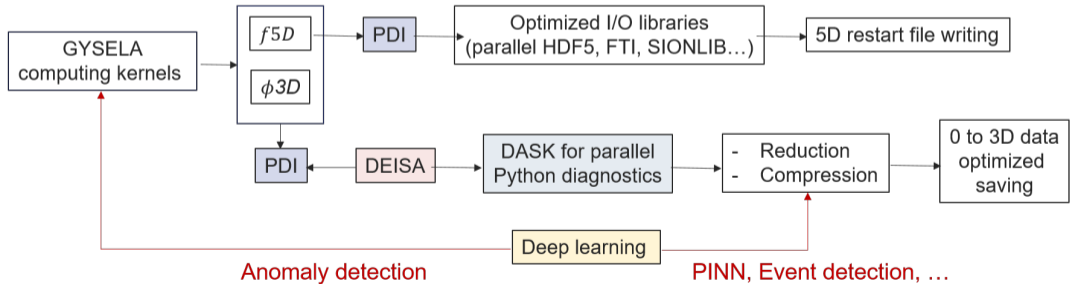 GYSELA
computing kernels
f5D
ϕ3D
PDI
Optimized I/O libraries
(parallel HDF5, FTI, SIONLIB…)
5D restart file writing
PDI
DEISA
DASK for parallel
Python diagnostics
- Reduction
- Compression
0 to 3D data
optimized
saving
Deep learning
Anomaly detection
PINN, Event detection, …